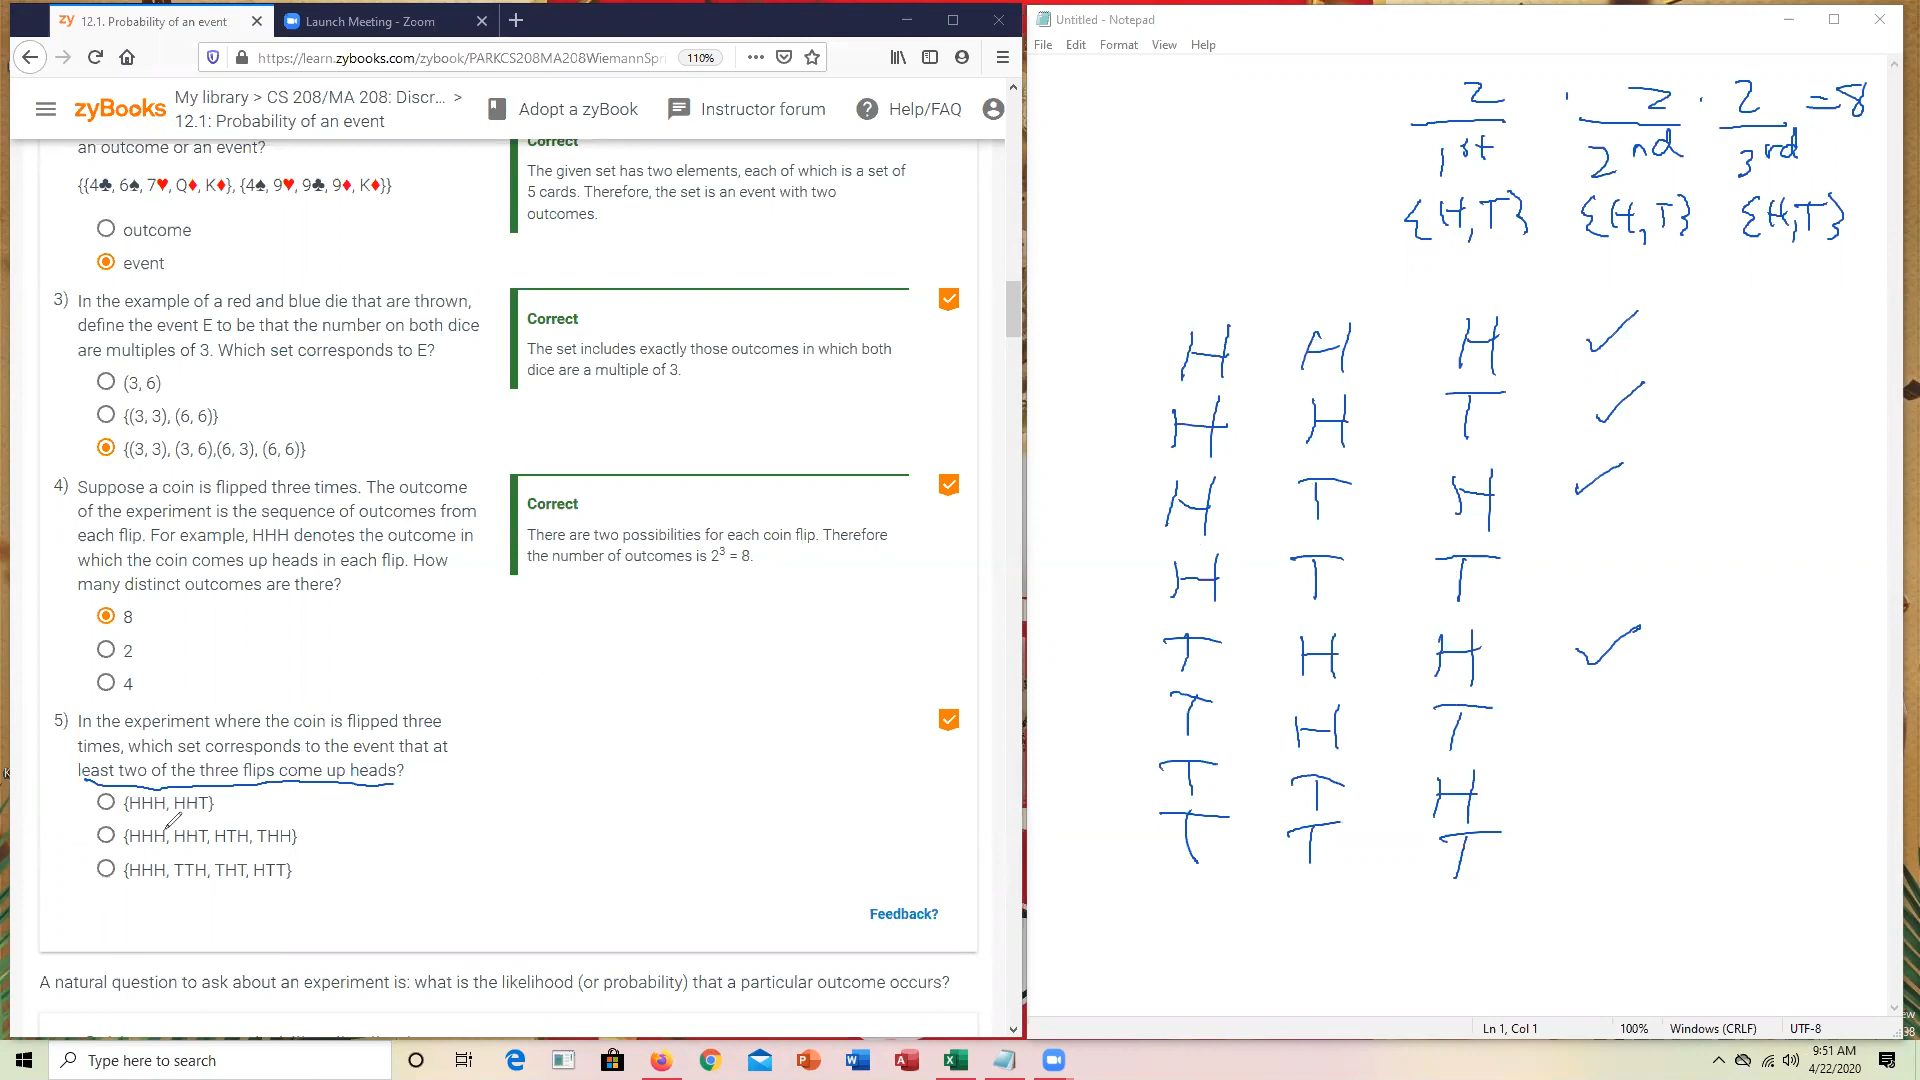 12.1. Probability of an event
Launch Meeting - Zoom
https://learn.zybooks.com/zybook/PARKCS208MA208WiemannSpri
110%
zyBooks
My library > CS 208/MA 208: Discr... >
12.1: Probability of an event
Adopt a zyBook
Instructor forum
Help/FAQ
an outcome or an event?
{{4♣, 6♠, 7♥, Q♦, K♦}, {4♠, 9♥, 9♣, 9♦, K♦}}
outcome
event
Correct
The given set has two elements, each of which is a set of
5 cards. Therefore, the set is an event with two
outcomes.
3) In the example of a red and blue die that are thrown,
define the event E to be that the number on both dice
are multiples of 3. Which set corresponds to E?
(3, 6)
{(3, 3), (6, 6)}
{(3, 3), (3, 6),(6, 3), (6, 6)}
Correct
The set includes exactly those outcomes in which both
dice are a multiple of 3.
4) Suppose a coin is flipped three times. The outcome
of the experiment is the sequence of outcomes from
each flip. For example, HHH denotes the outcome in
which the coin comes up heads in each flip. How
many distinct outcomes are there?
8
2
4
Correct
There are two possibilities for each coin flip. Therefore
the number of outcomes is 2³ = 8.
5) In the experiment where the coin is flipped three
times, which set corresponds to the event that at
least two of the three flips come up heads?
{HHH, HHT}
{HHH, HHT, HTH, THH}
{HHH, TTH, THT, HTT}
Feedback?
A natural question to ask about an experiment is: what is the likelihood (or probability) that a particular outcome occurs?
Untitled - Notepad
File Edit Format View Help
2 · 2 · 2 = 8
1st 2nd 3rd
{H,T} {H,T} {H,T}
H H H ✓
H H T ✓
H T H ✓
H T T
T H H ✓
T H T
T T H
T T T
Ln 1, Col 1
100%
Windows (CRLF)
UTF-8
Type here to search
9:51 AM
4/22/2020